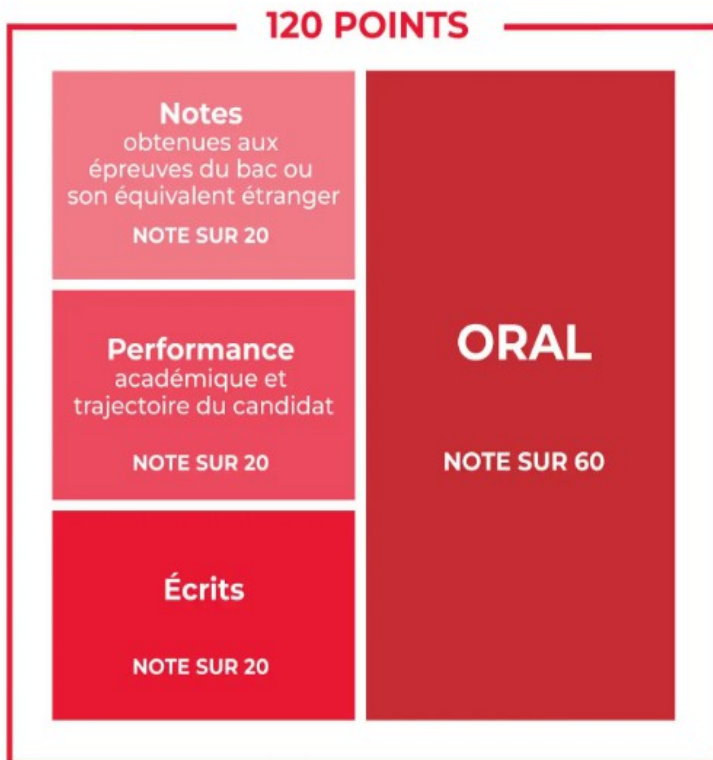 120 POINTS
Notes
obtenues aux
épreuves du bac ou
son équivalent étranger
NOTE SUR 20
Performance
académique et
trajectoire du candidat
NOTE SUR 20
Écrits
NOTE SUR 20
ORAL
NOTE SUR 60